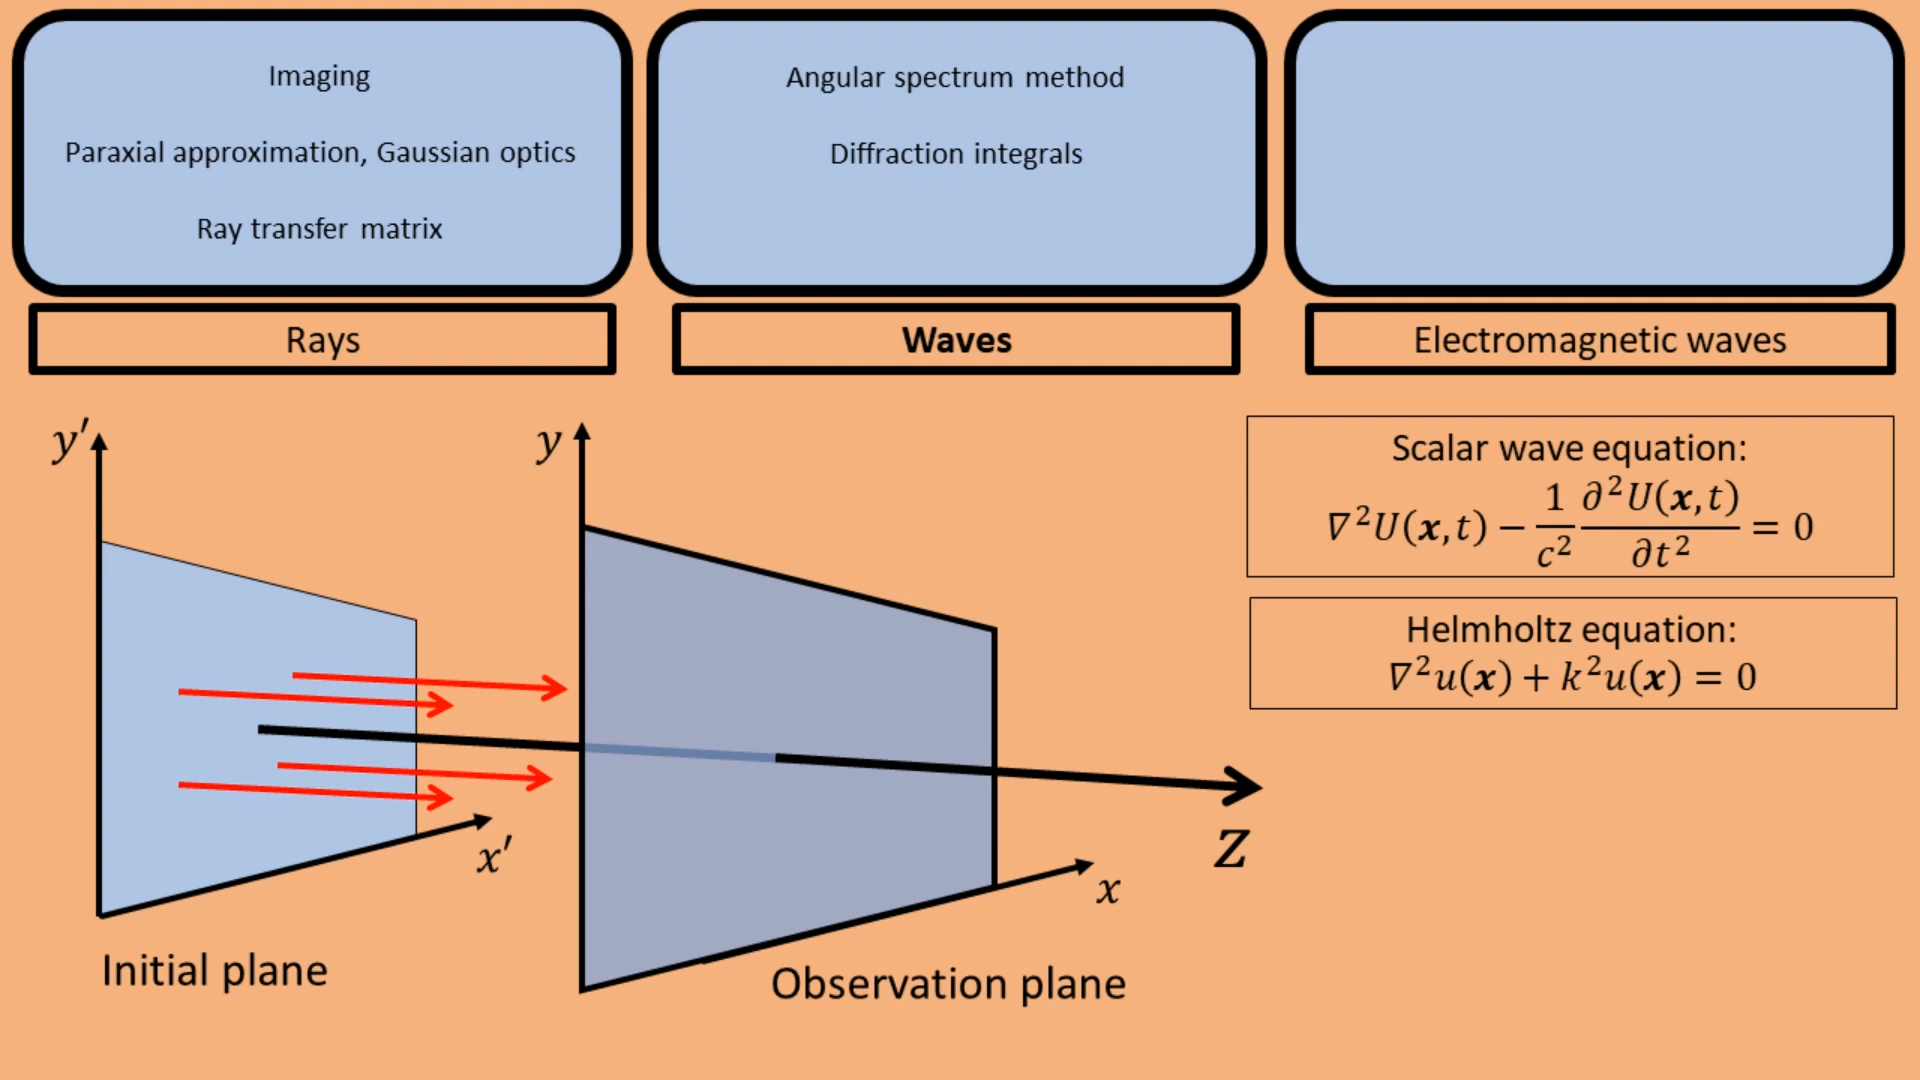 Imaging
Paraxial approximation, Gaussian optics
Ray transfer matrix
Angular spectrum method
Diffraction integrals
Rays
Waves
Electromagnetic waves
y′
y
Scalar wave equation:
∇²U(𝒙,t) − 1/c² ∂²U(𝒙,t)/∂t² = 0
Helmholtz equation:
∇²u(𝒙) + k²u(𝒙) = 0
x′
x
Z
Initial plane
Observation plane